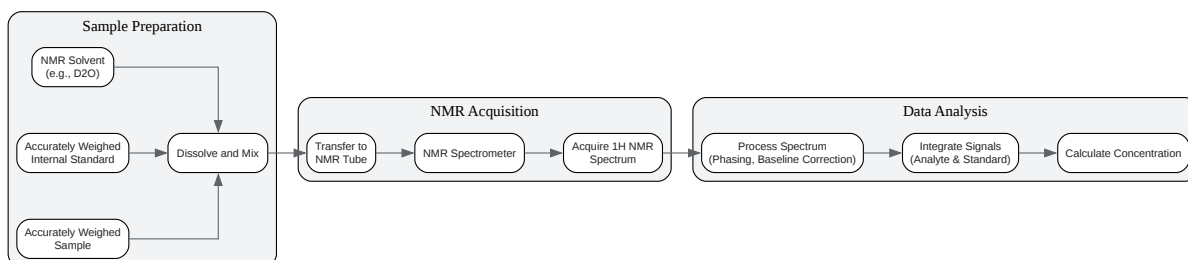 Sample Preparation
NMR Solvent
(e.g., D2O)
Accurately Weighed
Internal Standard
Dissolve and Mix
Accurately Weighed
Sample
NMR Acquisition
Transfer to
NMR Tube
NMR Spectrometer
Acquire 1H NMR
Spectrum
Data Analysis
Process Spectrum
(Phasing, Baseline Correction)
Integrate Signals
(Analyte & Standard)
Calculate Concentration